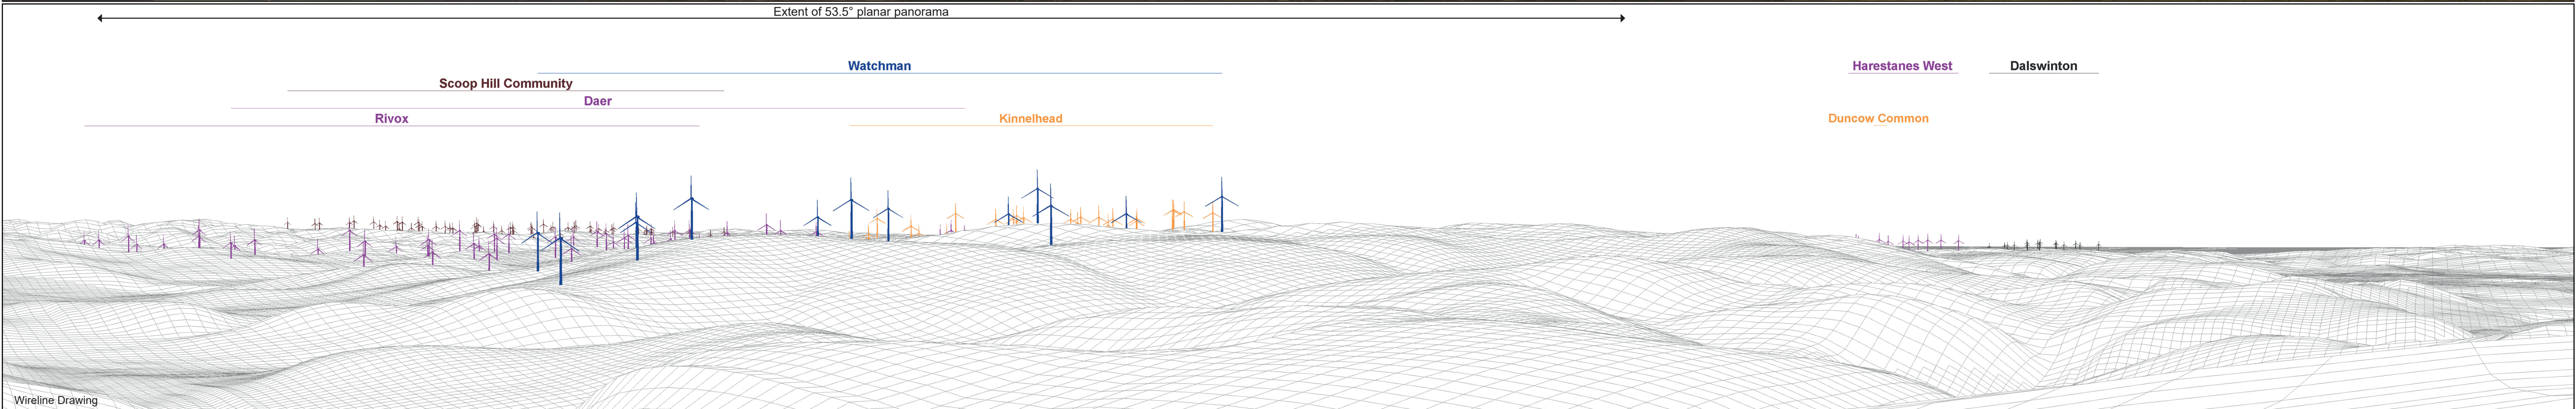 Extent of 53.5° planar panorama
Watchman
Harestanes West
Dalswinton
Scoop Hill Community
Daer
Rivox
Kinnelhead
Duncow Common
Wireline Drawing